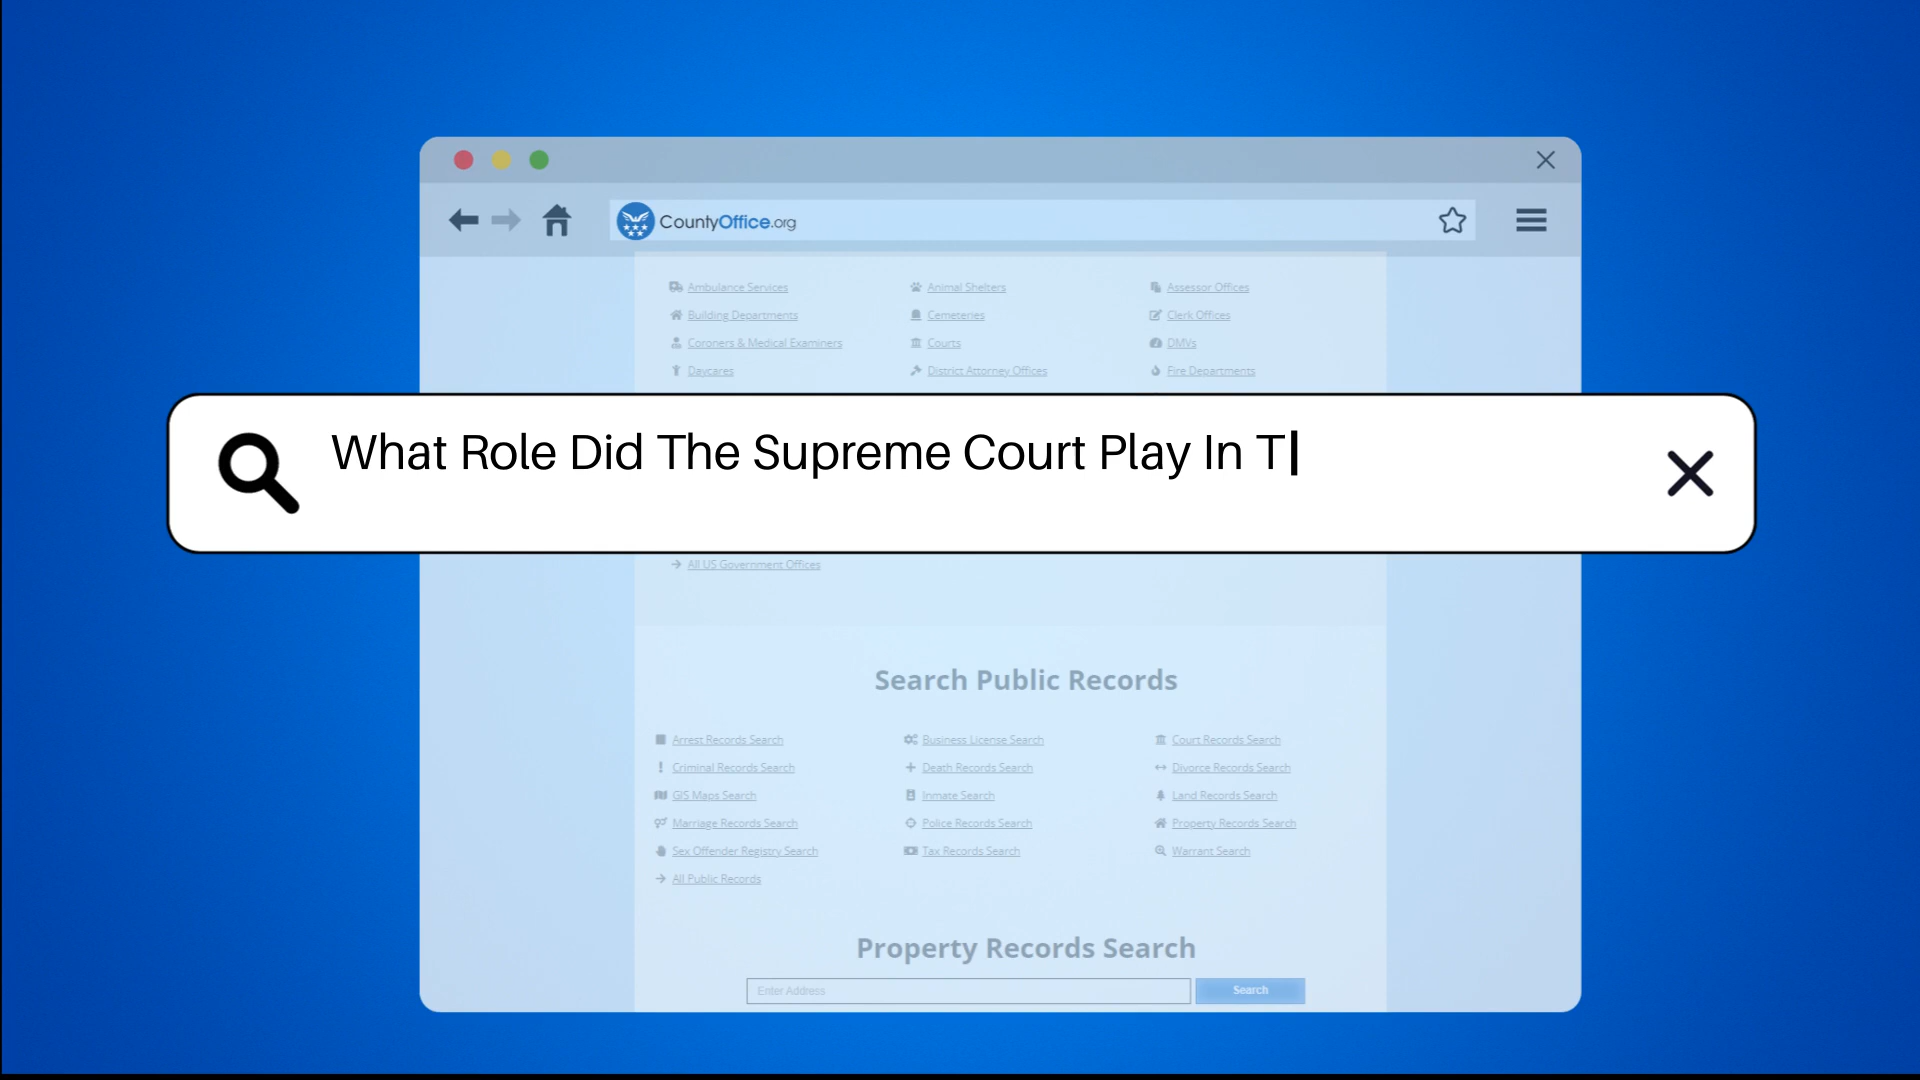 CountyOffice.org
Ambulance Services Animal Shelters Assessor Offices
Building Departments Cemeteries Clerk Offices
Coroners & Medical Examiners Courts DMVs
Daycares District Attorney Offices Fire Departments
What Role Did The Supreme Court Play In T
All US Government Offices
Search Public Records
Arrest Records Search Business License Search Court Records Search
Criminal Records Search Death Records Search Divorce Records Search
GIS Maps Search Inmate Search Land Records Search
Marriage Records Search Police Records Search Property Records Search
Sex Offender Registry Search Tax Records Search Warrant Search
All Public Records
Property Records Search
Enter Address Search